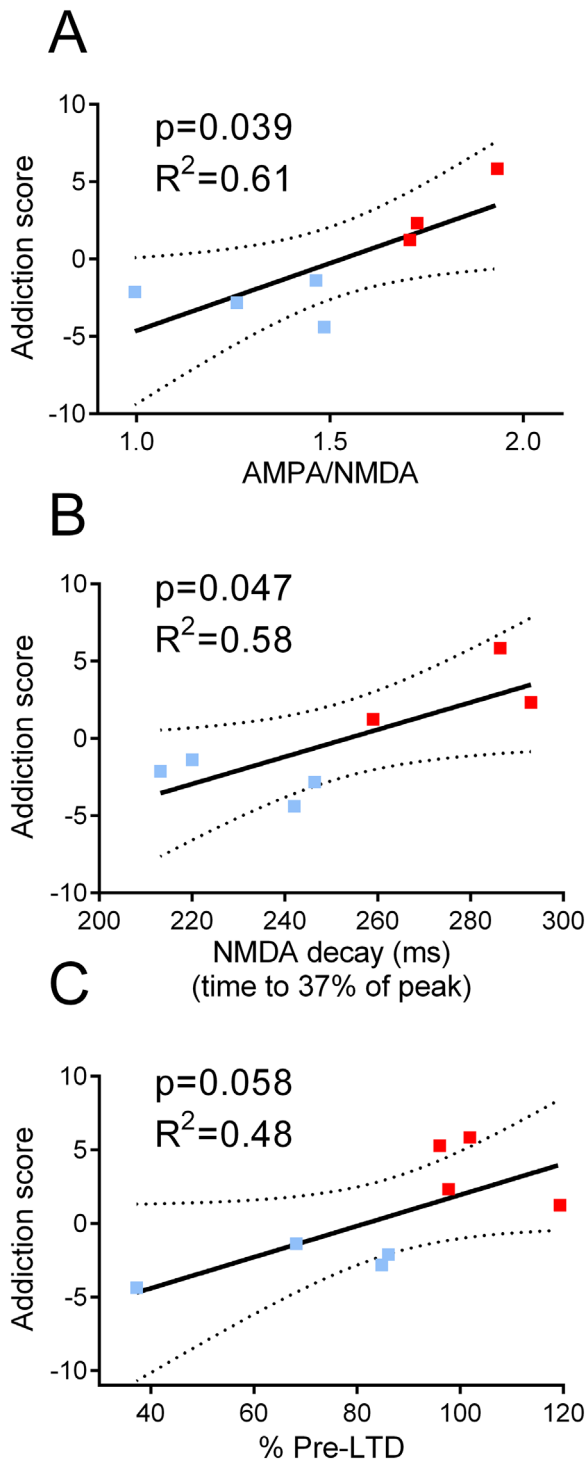 A
p=0.039
R²=0.61
Addiction score
10
5
0
-5
-10
1.0 1.5 2.0
AMPA/NMDA
B
p=0.047
R²=0.58
Addiction score
10
5
0
-5
-10
200 220 240 260 280 300
NMDA decay (ms)
(time to 37% of peak)
C
p=0.058
R²=0.48
Addiction score
10
5
0
-5
-10
40 60 80 100 120
% Pre-LTD